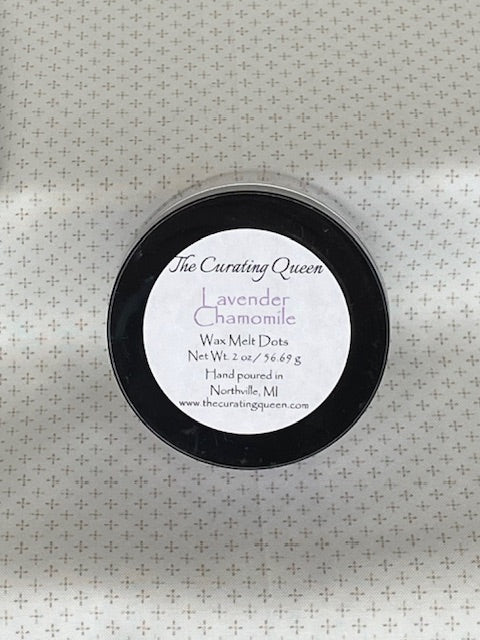 The Curating Queen
Lavender
Chamomile
Wax Melt Dots
Net Wt. 2 oz / 56.69 g
Hand poured in
Northville, MI
www.thecuratingqueen.com